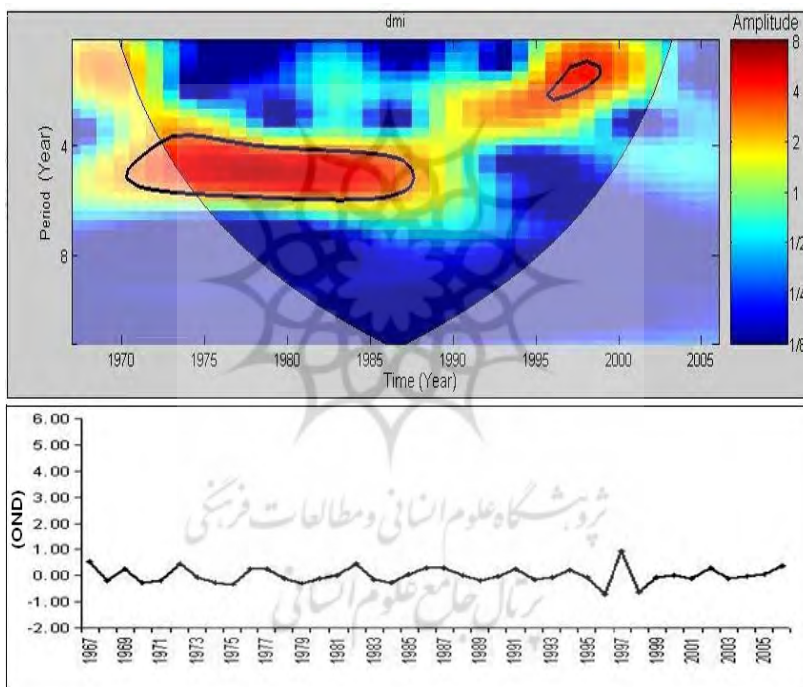 dmi
Amplitude
8
4
2
1
1/2
1/4
1/8
Period (Year)
4
8
1970 1975 1980 1985 1990 1995 2000 2005
Time (Year)
(OND)
6.00
5.00
4.00
3.00
2.00
1.00
0.00
-1.00
-2.00
1967 1969 1971 1973 1975 1977 1979 1981 1983 1985 1987 1989 1991 1993 1995 1997 1999 2001 2003 2005
پژوهشگاه علوم انسانی و مطالعات فرهنگی
پرتال جامع علوم انسانی